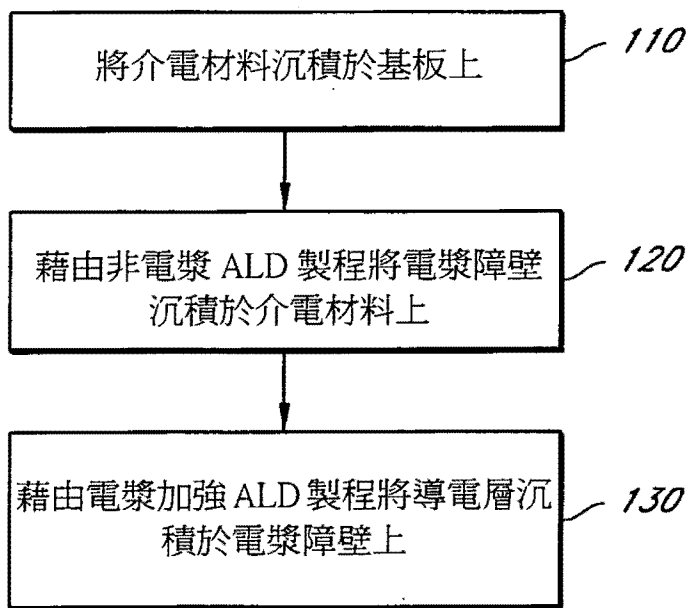 將介電材料沉積於基板上
110
藉由非電漿 ALD 製程將電漿障壁
沉積於介電材料上
120
藉由電漿加強 ALD 製程將導電層沉
積於電漿障壁上
130